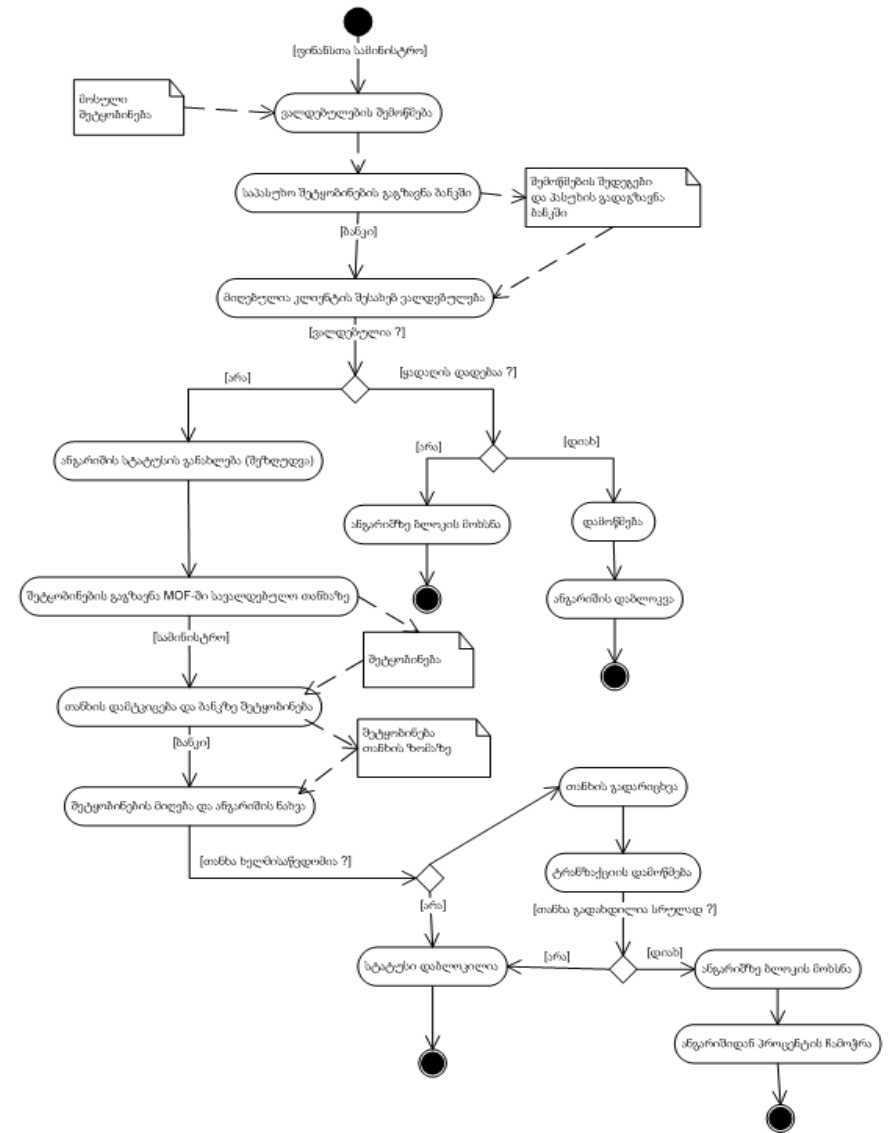 [ფინანსთა სამინისტრო]
მოსული
შეტყობინება
ვალდებულების შემოწმება
საპასუხო შეტყობინების გაგზავნა ბანკში
შემოწმების შედეგები
და პასუხის გადაგზავნა
ბანკში
[ბანკი]
მიღებულია კლიენტის შესახებ ვალდებულება
[ვალდებულია ?]
[არა]
[ყადაღის დადებაა ?]
[არა]
[დიახ]
ანგარიშის სტატუსის განახლება (შეზღუდვა)
ანგარიშზე ბლოკის მოხსნა
დამოწმება
შეტყობინების გაგზავნა MOF-ში სავალდებულო თანხაზე
ანგარიშის დაბლოკვა
[სამინისტრო]
შეტყობინება
თანხის დამტკიცება და ბანკზე შეტყობინება
[ბანკი]
შეტყობინება
თანხის ზომაზე
შეტყობინების მიღება და ანგარიშის ნახვა
თანხის გადარიცხვა
[თანხა ხელმისაწვდომია ?]
ტრანზაქციის დამოწმება
[არა]
[თანხა გადახდილია სრულად ?]
სტატუსი დაბლოკილია
[არა]
[დიახ]
ანგარიშზე ბლოკის მოხსნა
ანგარიშიდან პროცენტის ჩამოჭრა